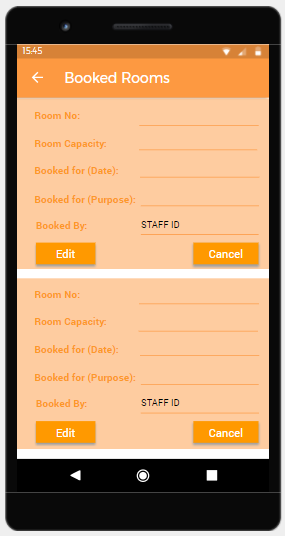 15:45
Booked Rooms
Room No:
Room Capacity:
Booked for (Date):
Booked for (Purpose):
Booked By: STAFF ID
Edit Cancel
Room No:
Room Capacity:
Booked for (Date):
Booked for (Purpose):
Booked By: STAFF ID
Edit Cancel